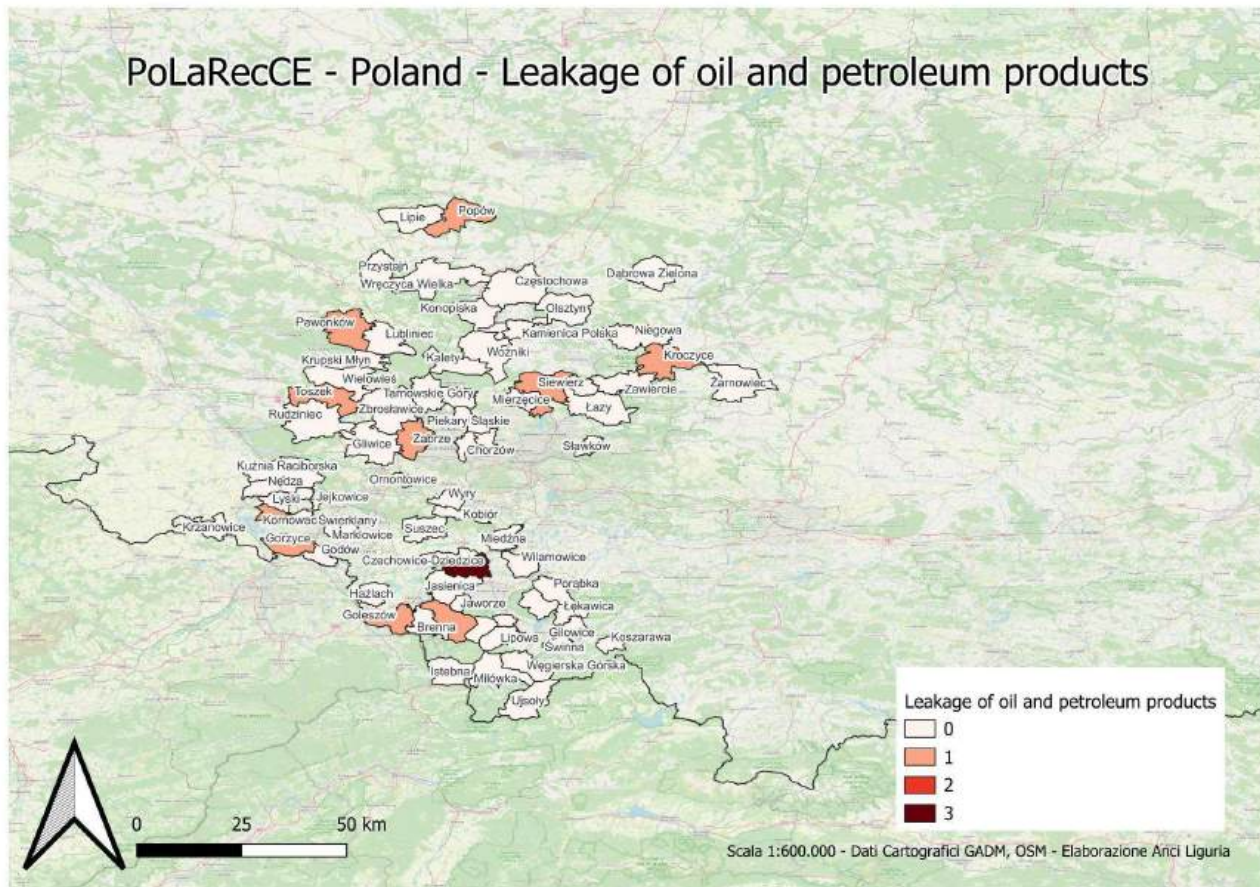 PoLaRecCE - Poland - Leakage of oil and petroleum products
Lipie
Popów
Przystajń
Wręczyca Wielka
Częstochowa
Dąbrowa Zielona
Konopiska
Olsztyn
Pawonków
Lubliniec
Kamienica Polska
Niegowa
Krupski Młyn
Kalety
Woźniki
Kroczyce
Wielowieś
Siewierz
Zawiercie
Żarnowiec
Toszek
Tarnowskie Góry
Mierzęcice
Zbrosławice
Łazy
Rudziniec
Piekary Śląskie
Gliwice
Zabrze
Chorzów
Sławków
Kuźnia Raciborska
Nędza
Ornontowice
Lyski
Jejkowice
Wyry
Kornowac
Świerklany
Kobiór
Krzanowice
Suszec
Gorzyce
Marklowice
Miedźna
Godów
Czachowice-Dziedzice
Wilamowice
Jasienica
Porąbka
Hażlach
Jaworze
Łękawica
Goleszów
Brenna
Lipowa
Gilowice
Świnna
Koszarawa
Istebna
Milówka
Węgierska Górska
Ujsoły
Leakage of oil and petroleum products
0
1
2
3
0 25 50 km
Scala 1:600.000 - Dati Cartografici GADM, OSM - Elaborazione Anci Liguria